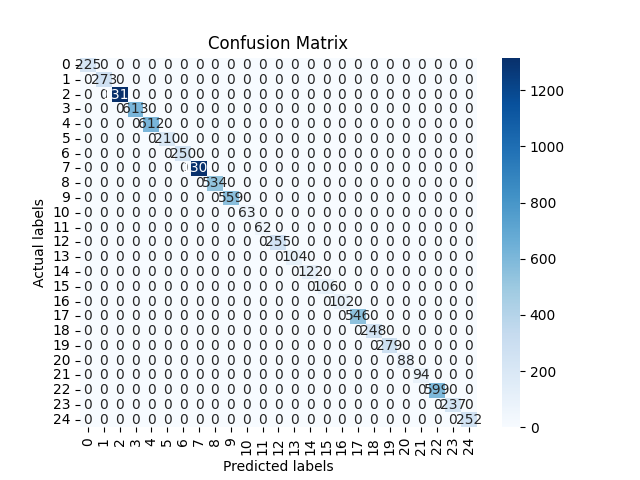 Confusion Matrix
0 225 0 0 0 0 0 0 0 0 0 0 0 0 0 0 0 0 0 0 0 0 0 0 0 0
1 0 273 0 0 0 0 0 0 0 0 0 0 0 0 0 0 0 0 0 0 0 0 0 0 0
2 0 0 31 0 0 0 0 0 0 0 0 0 0 0 0 0 0 0 0 0 0 0 0 0 0
3 0 0 0 613 0 0 0 0 0 0 0 0 0 0 0 0 0 0 0 0 0 0 0 0 0
4 0 0 0 0 612 0 0 0 0 0 0 0 0 0 0 0 0 0 0 0 0 0 0 0 0
5 0 0 0 0 0 0 0 0 0 0 0 0 0 0 0 0 0 0 0 0 0 0 0 0
6 0 0 0 0 0 0 250 0 0 0 0 0 0 0 0 0 0 0 0 0 0 0 0 0 0
7 0 0 0 0 0 0 0 30 0 0 0 0 0 0 0 0 0 0 0 0 0 0 0 0 0
8 0 0 0 0 0 0 0 0 534 0 0 0 0 0 0 0 0 0 0 0 0 0 0 0 0
9 0 0 0 0 0 0 0 0 0 559 0 0 0 0 0 0 0 0 0 0 0 0 0 0 0
10 0 0 0 0 0 0 0 0 0 0 63 0 0 0 0 0 0 0 0 0 0 0 0 0 0
11 0 0 0 0 0 0 0 0 0 0 0 62 0 0 0 0 0 0 0 0 0 0 0 0 0
12 0 0 0 0 0 0 0 0 0 0 0 0 255 0 0 0 0 0 0 0 0 0 0 0 0
13 0 0 0 0 0 0 0 0 0 0 0 0 0 104 0 0 0 0 0 0 0 0 0 0 0
14 0 0 0 0 0 0 0 0 0 0 0 0 0 0 122 0 0 0 0 0 0 0 0 0 0
15 0 0 0 0 0 0 0 0 0 0 0 0 0 0 0 106 0 0 0 0 0 0 0 0 0
16 0 0 0 0 0 0 0 0 0 0 0 0 0 0 0 0 102 0 0 0 0 0 0 0 0
17 0 0 0 0 0 0 0 0 0 0 0 0 0 0 0 0 0 546 0 0 0 0 0 0 0
18 0 0 0 0 0 0 0 0 0 0 0 0 0 0 0 0 0 0 248 0 0 0 0 0 0
19 0 0 0 0 0 0 0 0 0 0 0 0 0 0 0 0 0 0 0 279 0 0 0 0 0
20 0 0 0 0 0 0 0 0 0 0 0 0 0 0 0 0 0 0 0 0 88 0 0 0 0
21 0 0 0 0 0 0 0 0 0 0 0 0 0 0 0 0 0 0 0 0 0 94 0 0 0
22 0 0 0 0 0 0 0 0 0 0 0 0 0 0 0 0 0 0 0 0 0 0 599 0 0
23 0 0 0 0 0 0 0 0 0 0 0 0 0 0 0 0 0 0 0 0 0 0 0 237 0
24 0 0 0 0 0 0 0 0 0 0 0 0 0 0 0 0 0 0 0 0 0 0 0 0 252
0 1 2 3 4 5 6 7 8 9 10 11 12 13 14 15 16 17 18 19 20 21 22 23 24
Predicted labels
Actual labels
1200
1000
800
600
400
200
0